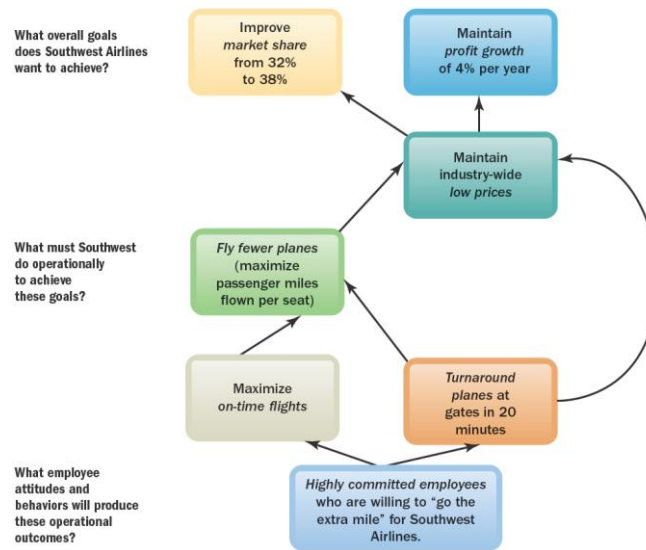 What overall goals
does Southwest Airlines
want to achieve?
Improve
market share
from 32%
to 38%
Maintain
profit growth
of 4% per year
Maintain
industry-wide
low prices
What must Southwest
do operationally
to achieve
these goals?
Fly fewer planes
(maximize
passenger miles
flown per seat)
Maximize
on-time flights
Turnaround
planes at
gates in 20
minutes
What employee
attitudes and
behaviors will produce
these operational
outcomes?
Highly committed employees
who are willing to “go the
extra mile” for Southwest
Airlines.